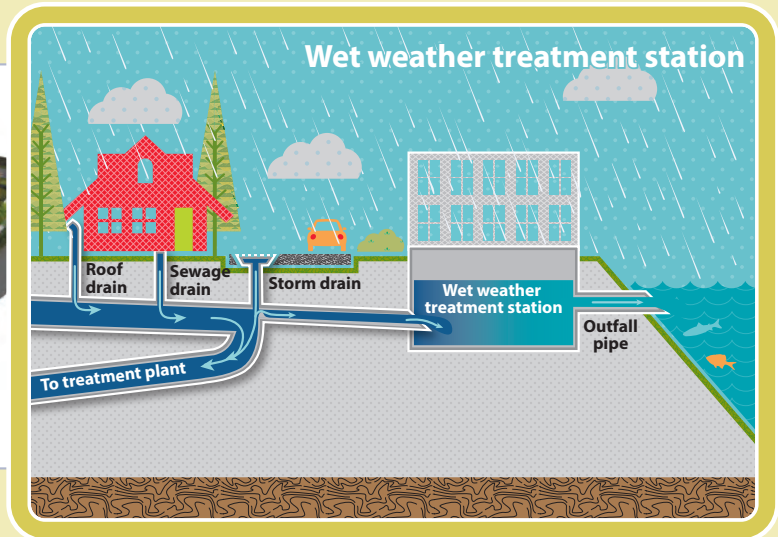 Wet weather treatment station
Roof
drain
Sewage
drain
Storm drain
Wet weather
treatment station
Outfall
pipe
To treatment plant